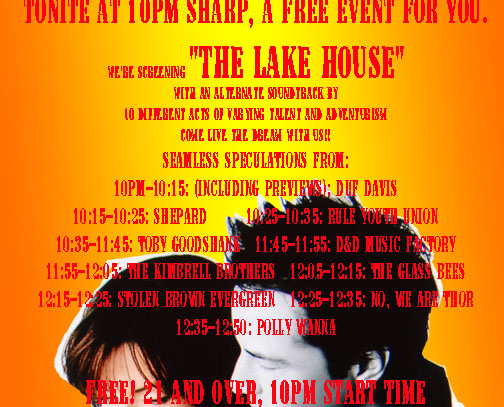 TONITE AT 10PM SHARP, A FREE EVENT FOR YOU.
WE'RE SCREENING "THE LAKE HOUSE"
WITH AN ALTERNATE SOUNDTRACK BY
10 DIFFERENT ACTS OF VARYING TALENT AND ADVENTURISM
COME LIVE THE DREAM WITH US!!
SEAMLESS SPECULATIONS FROM:
10PM-10:15: (INCLUDING PREVIEWS): DUF DAVIS
10:15-10:25: SHEPARD 10:25-10:35: RULE YOUTH UNION
10:35-11:45: TOBY GOODSHANK 11:45-11:55: D&D MUSIC FACTORY
11:55-12:05: THE KIMBRELL BROTHERS 12:05-12:15: THE GLASS BEES
12:15-12:25: STOLEN BROWN EVERGREEN 12:25-12:35: NO, WE ARE THOR
12:35-12:50: POLLY WANNA
FREE! 21 AND OVER, 10PM START TIME